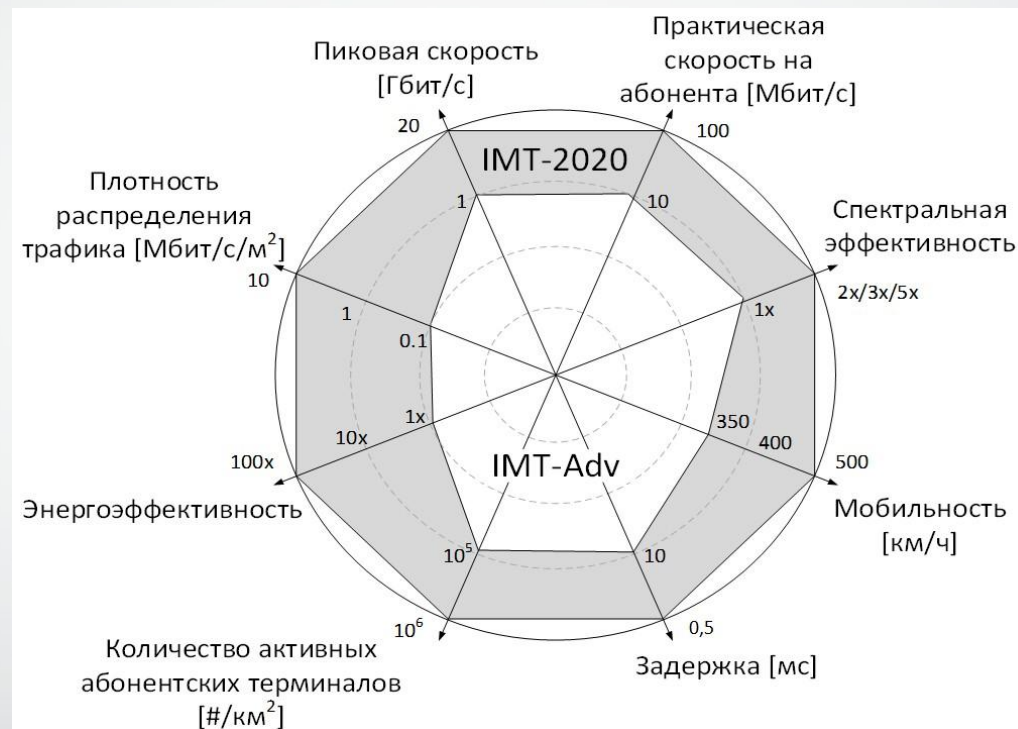 Пиковая скорость
[Гбит/с]
Практическая
скорость на
абонента [Мбит/с]
20
100
IMT-2020
Плотность
распределения
трафика [Мбит/с/м²]
1
10
Спектральная
эффективность
10
2x/3x/5x
1
1x
0.1
1x
350
10x
400
100x
500
IMT-Adv
Энергоэффективность
Мобильность
[км/ч]
10⁵
10
10⁶
0,5
Количество активных
абонентских терминалов
[#/км²]
Задержка [мс]